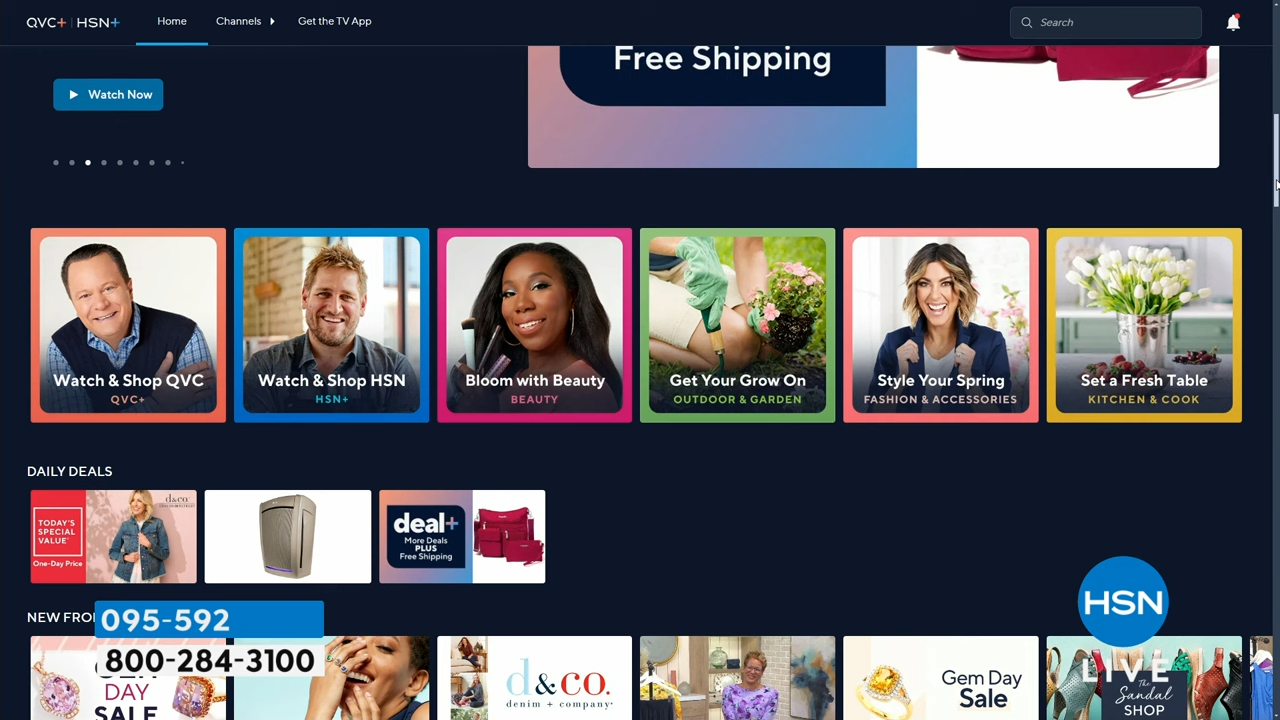 QVC+ | HSN+
Home
Channels
Get the TV App
Search
Free Shipping
Watch Now
Watch & Shop QVC
QVC+
Watch & Shop HSN
HSN+
Bloom with Beauty
BEAUTY
Get Your Grow On
OUTDOOR & GARDEN
Style Your Spring
FASHION & ACCESSORIES
Set a Fresh Table
KITCHEN & COOK
DAILY DEALS
TODAY'S
SPECIAL
VALUE
One-Day Price
d&co.
deal+
More Deals
PLUS
Free Shipping
NEW
095-592
800-284-3100
DAY
SALE
d&co.
denim + company
Gem Day
Sale
The
Sandal
SHOP
HSN
LIVE